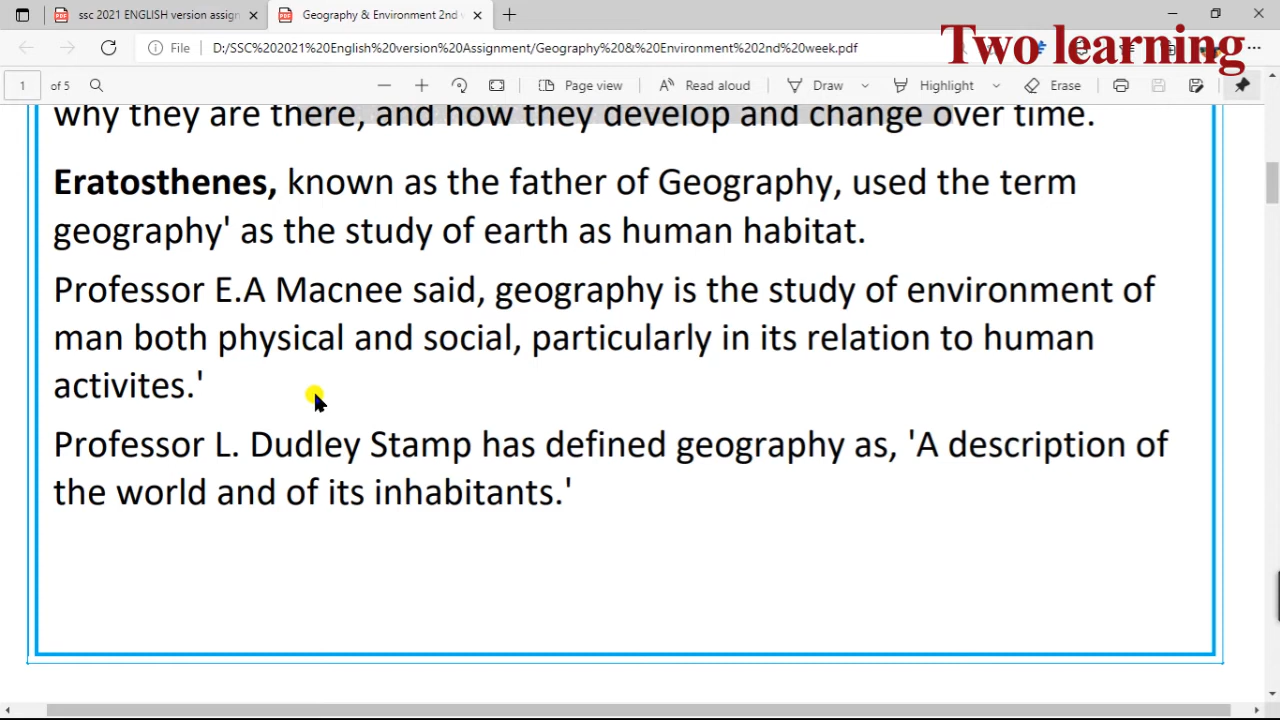 ssc 2021 ENGLISH version assign
Geography & Environment 2nd
Two learning
File
D:/SSC%202021%20English%20version%20Assignment/Geography%20&%20Environment%202nd%20week.pdf
1 of 5
Page view
Read aloud
Draw
Highlight
Erase
why they are there, and how they develop and change over time.
Eratosthenes, known as the father of Geography, used the term
geography' as the study of earth as human habitat.
Professor E.A Macnee said, geography is the study of environment of
man both physical and social, particularly in its relation to human
activites.'
Professor L. Dudley Stamp has defined geography as, 'A description of
the world and of its inhabitants.'